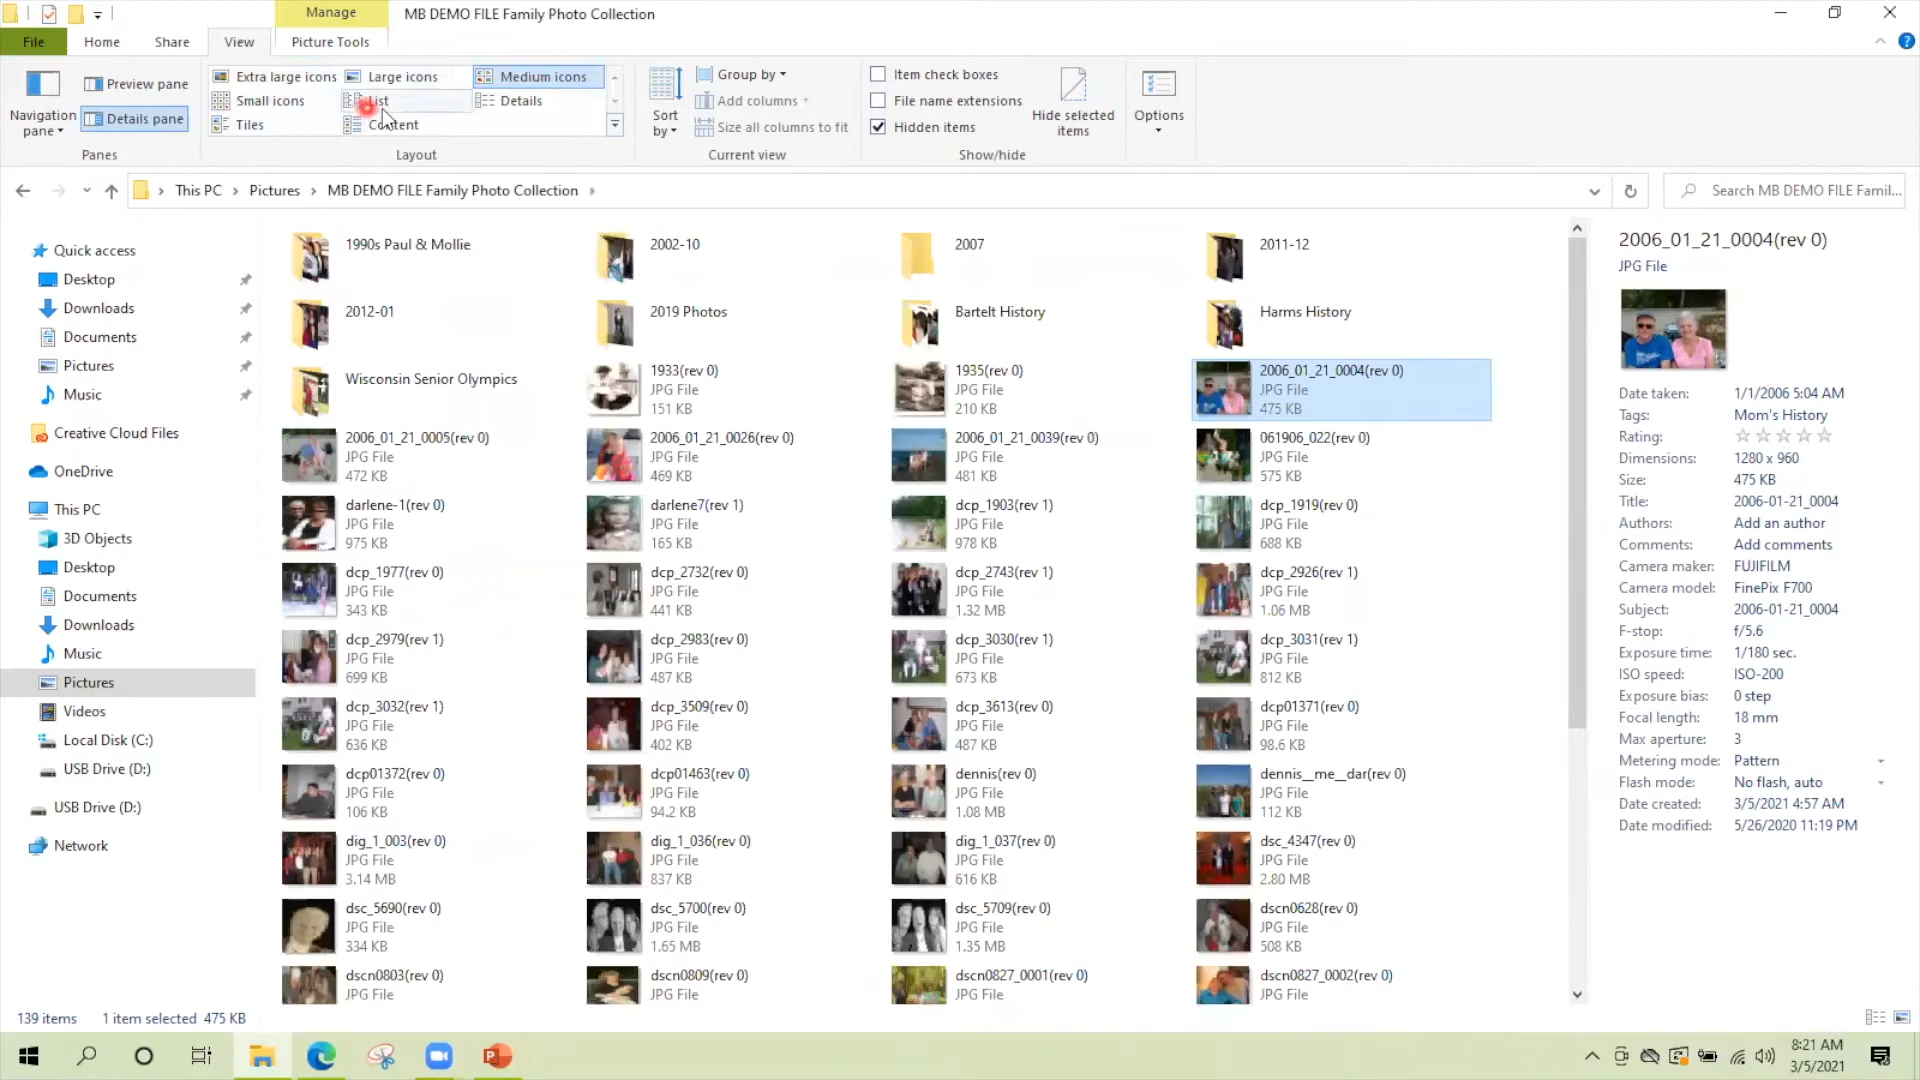 Manage
MB DEMO FILE Family Photo Collection
File
Home
Share
View
Picture Tools
Navigation pane
Preview pane
Details pane
Panes
Extra large icons
Large icons
Medium icons
Small icons
List
Details
Tiles
Content
Layout
Sort by
Group by
Add columns
Size all columns to fit
Current view
Item check boxes
File name extensions
Hidden items
Hide selected items
Show/hide
Options
This PC
Pictures
MB DEMO FILE Family Photo Collection
Search MB DEMO FILE Famil...
Quick access
Desktop
Downloads
Documents
Pictures
Music
Creative Cloud Files
OneDrive
This PC
3D Objects
Desktop
Documents
Downloads
Music
Pictures
Videos
Local Disk (C:)
USB Drive (D:)
USB Drive (D:)
Network
1990s Paul & Mollie
2002-10
2007
2011-12
2012-01
2019 Photos
Bartelt History
Harms History
Wisconsin Senior Olympics
1933(rev 0)
JPG File
151 KB
1935(rev 0)
JPG File
210 KB
2006_01_21_0004(rev 0)
JPG File
475 KB
2006_01_21_0005(rev 0)
JPG File
472 KB
2006_01_21_0026(rev 0)
JPG File
469 KB
2006_01_21_0039(rev 0)
JPG File
481 KB
061906_022(rev 0)
JPG File
575 KB
darlene-1(rev 0)
JPG File
975 KB
darlene7(rev 1)
JPG File
165 KB
dcp_1903(rev 1)
JPG File
978 KB
dcp_1919(rev 0)
JPG File
688 KB
dcp_1977(rev 0)
JPG File
343 KB
dcp_2732(rev 0)
JPG File
441 KB
dcp_2743(rev 1)
JPG File
1.32 MB
dcp_2926(rev 1)
JPG File
1.06 MB
dcp_2979(rev 1)
JPG File
699 KB
dcp_2983(rev 0)
JPG File
487 KB
dcp_3030(rev 1)
JPG File
673 KB
dcp_3031(rev 1)
JPG File
812 KB
dcp_3032(rev 1)
JPG File
636 KB
dcp_3509(rev 0)
JPG File
402 KB
dcp_3613(rev 0)
JPG File
487 KB
dcp01371(rev 0)
JPG File
98.6 KB
dcp01372(rev 0)
JPG File
106 KB
dcp01463(rev 0)
JPG File
94.2 KB
dennis(rev 0)
JPG File
1.08 MB
dennis__me__dar(rev 0)
JPG File
112 KB
dig_1_003(rev 0)
JPG File
3.14 MB
dig_1_036(rev 0)
JPG File
837 KB
dig_1_037(rev 0)
JPG File
616 KB
dsc_4347(rev 0)
JPG File
2.80 MB
dsc_5690(rev 0)
JPG File
334 KB
dsc_5700(rev 0)
JPG File
1.65 MB
dsc_5709(rev 0)
JPG File
1.35 MB
dscn0628(rev 0)
JPG File
508 KB
dscn0803(rev 0)
JPG File
dscn0809(rev 0)
JPG File
dscn0827_0001(rev 0)
JPG File
dscn0827_0002(rev 0)
JPG File
2006_01_21_0004(rev 0)
JPG File
Date taken: 1/1/2006 5:04 AM
Tags: Mom's History
Rating:
Dimensions: 1280 x 960
Size: 475 KB
Title: 2006-01-21_0004
Authors: Add an author
Comments: Add comments
Camera maker: FUJIFILM
Camera model: FinePix F700
Subject: 2006-01-21_0004
F-stop: f/5.6
Exposure time: 1/180 sec.
ISO speed: ISO-200
Exposure bias: 0 step
Focal length: 18 mm
Max aperture: 3
Metering mode: Pattern
Flash mode: No flash, auto
Date created: 3/5/2021 4:57 AM
Date modified: 5/26/2020 11:19 PM
139 items
1 item selected 475 KB
8:21 AM
3/5/2021